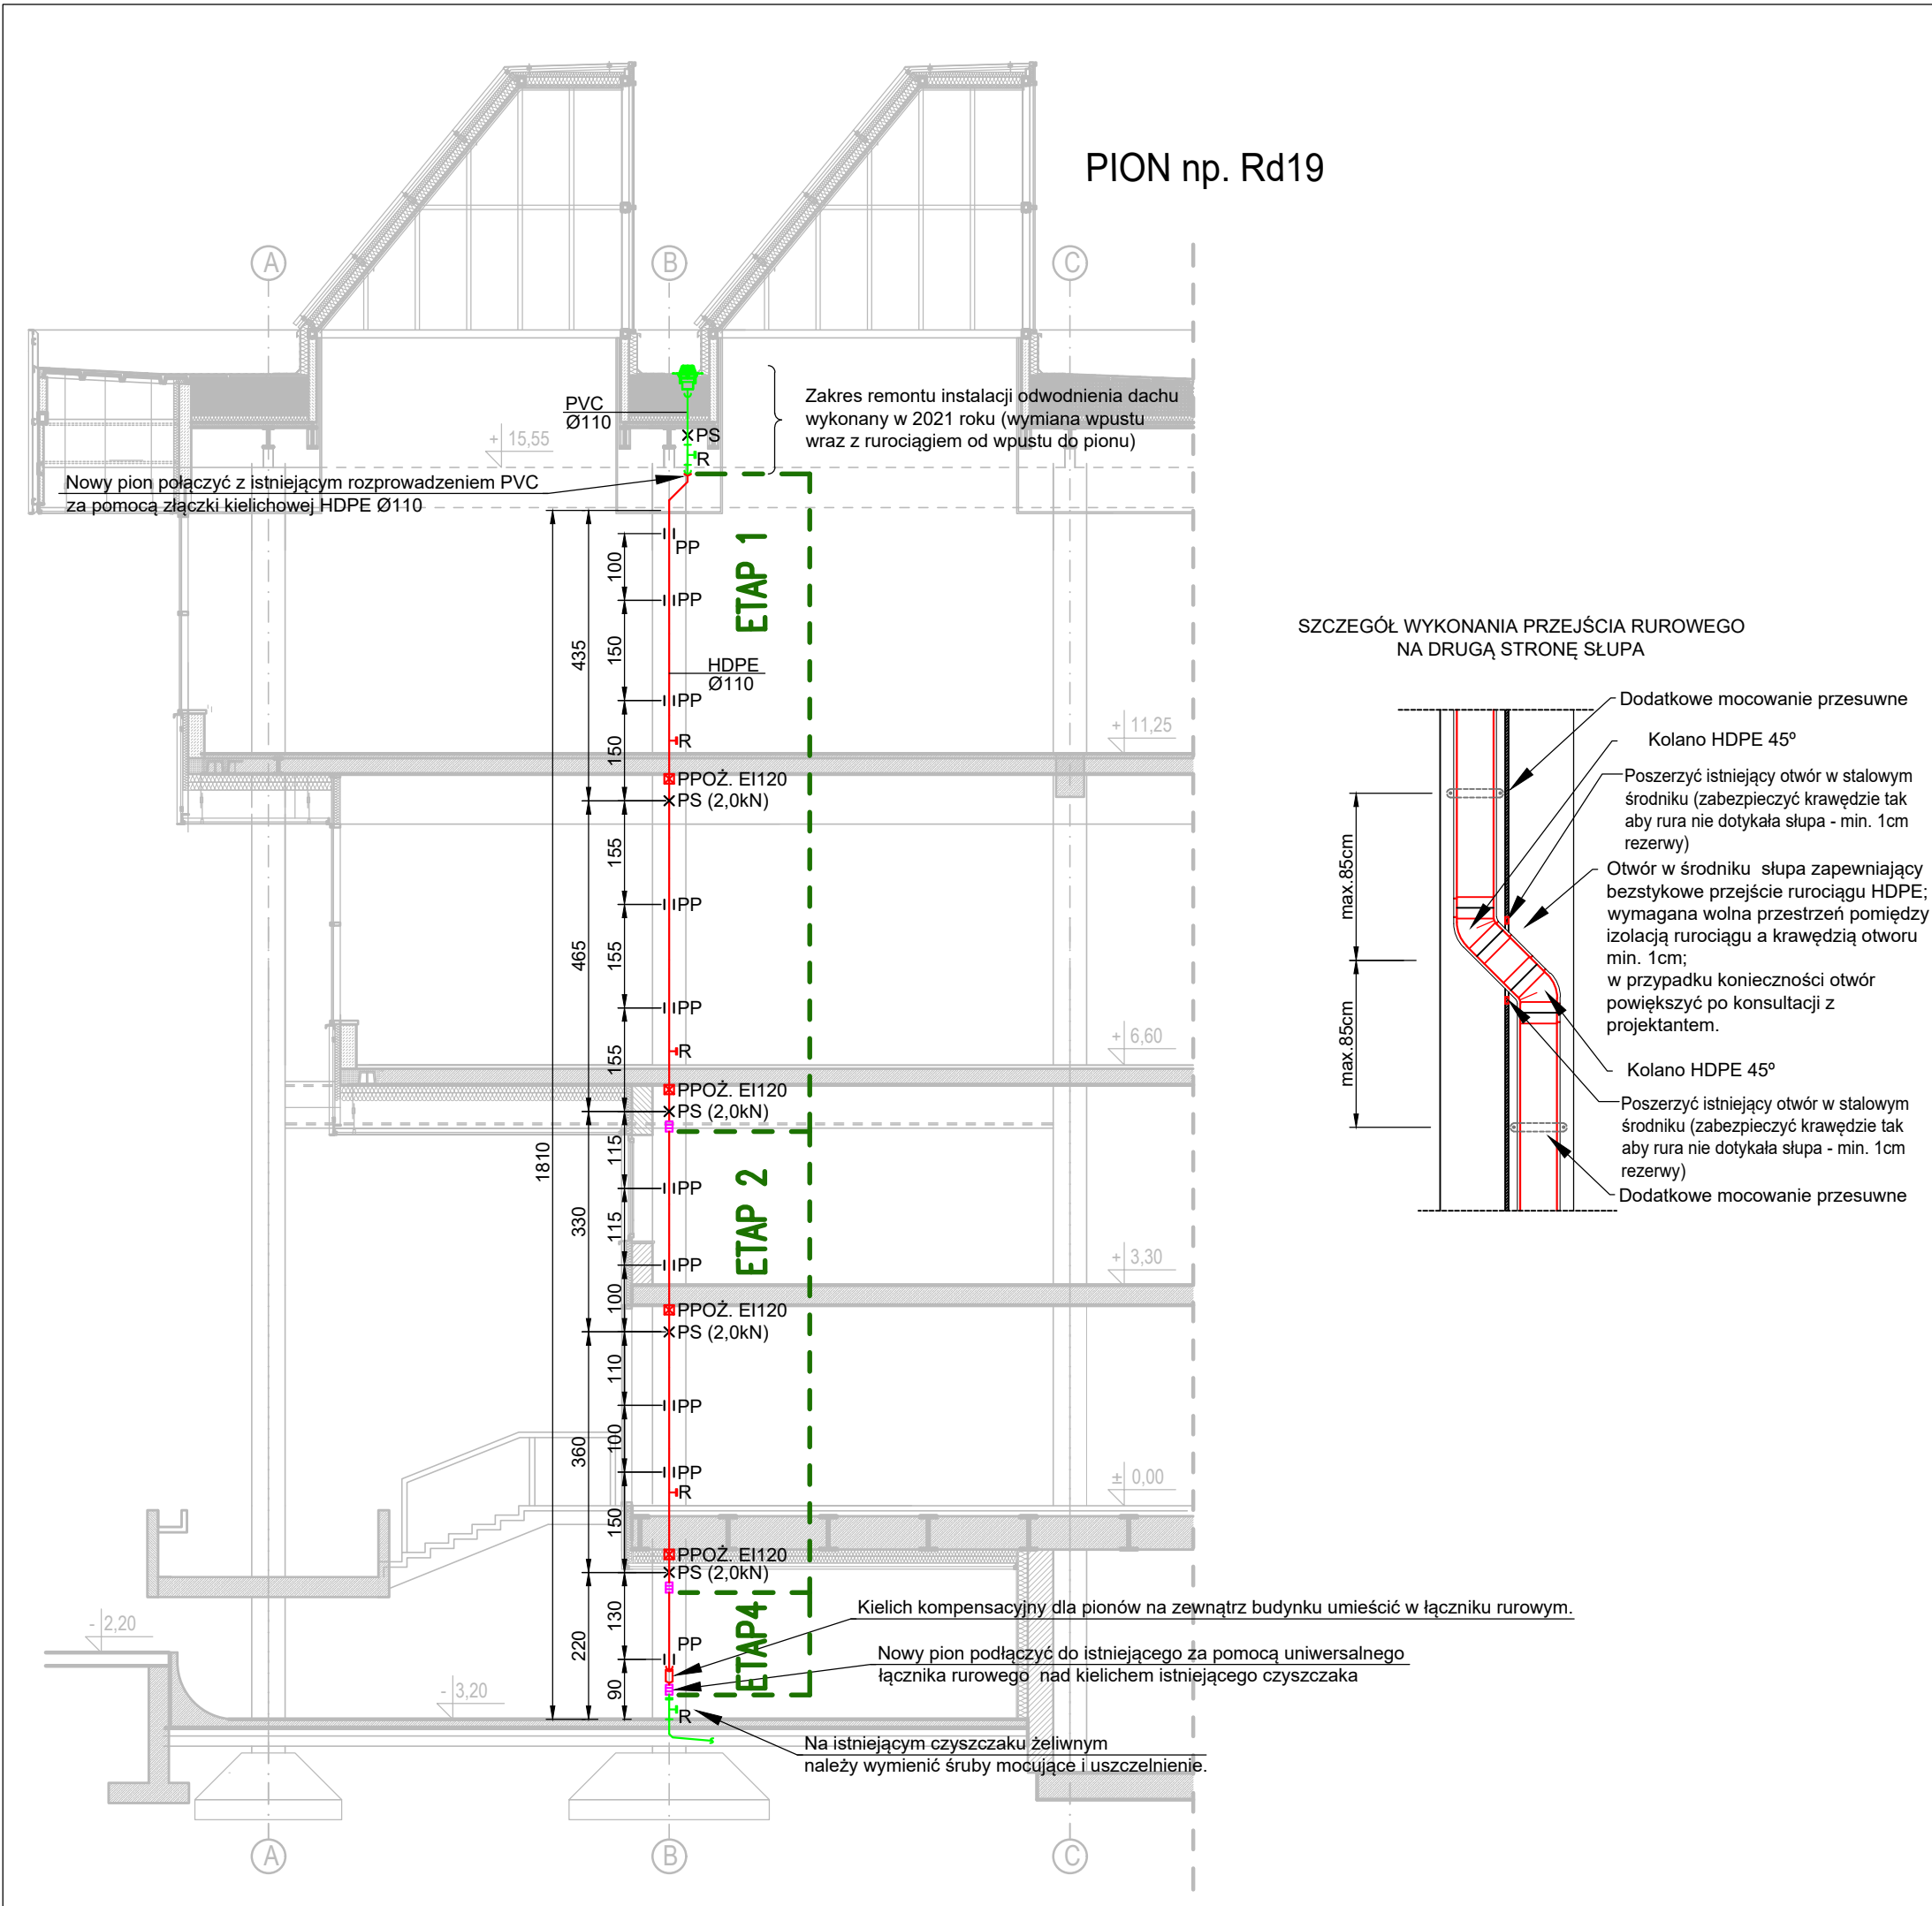 PION np. Rd19
A
B
C
PVC
Ø110
PS
R
Zakres remontu instalacji odwodnienia dachu
wykonany w 2021 roku (wymiana wpustu
wraz z rurociągiem od wpustu do pionu)
+ 15,55
Nowy pion połączyć z istniejącym rozprowadzeniem PVC
za pomocą złączki kielichowej HDPE Ø110
PP
100
ETAP 1
PP
150
435
HDPE
Ø110
PP
150
R
+ 11,25
PPOŻ. EI120
PS (2,0kN)
155
PP
155
465
PP
155
R
+ 6,60
PPOŻ. EI120
PS (2,0kN)
115
1810
PP
ETAP 2
115
330
PP
+ 3,30
100
PPOŻ. EI120
PS (2,0kN)
110
PP
100
360
PP
± 0,00
R
150
PPOŻ. EI120
PS (2,0kN)
130
220
PP
ETAP4
90
Kielich kompensacyjny dla pionów na zewnątrz budynku umieścić w łączniku rurowym.
Nowy pion podłączyć do istniejącego za pomocą uniwersalnego
łącznika rurowego nad kielichem istniejącego czyszczaka
- 2,20
- 3,20
R
Na istniejącym czyszczaku żeliwnym
należy wymienić śruby mocujące i uszczelnienie.
A
B
C
SZCZEGÓŁ WYKONANIA PRZEJŚCIA RUROWEGO
NA DRUGĄ STRONĘ SŁUPA
Dodatkowe mocowanie przesuwne
Kolano HDPE 45º
Poszerzyć istniejący otwór w stalowym
środniku (zabezpieczyć krawędzie tak
aby rura nie dotykała słupa - min. 1cm
rezerwy)
max.85cm
Otwór w środniku słupa zapewniający
bezstykowe przejście rurociągu HDPE;
wymagana wolna przestrzeń pomiędzy
izolacją rurociągu a krawędzią otworu
min. 1cm;
w przypadku konieczności otwór
powiększyć po konsultacji z
projektantem.
max.85cm
Kolano HDPE 45º
Poszerzyć istniejący otwór w stalowym
środniku (zabezpieczyć krawędzie tak
aby rura nie dotykała słupa - min. 1cm
rezerwy)
Dodatkowe mocowanie przesuwne